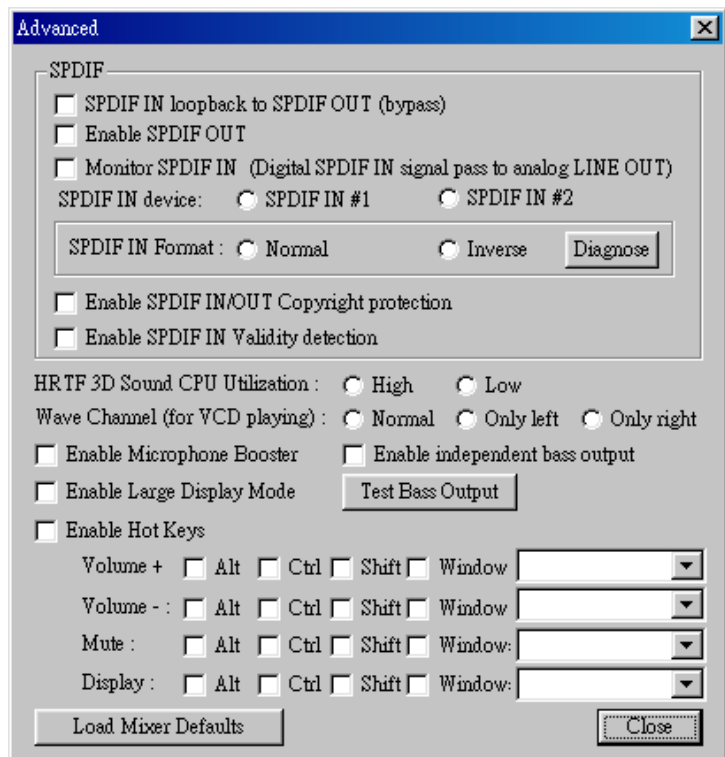 Advanced
SPDIF
SPDIF IN loopback to SPDIF OUT (bypass)
Enable SPDIF OUT
Monitor SPDIF IN (Digital SPDIF IN signal pass to analog LINE OUT)
SPDIF IN device: SPDIF IN #1 SPDIF IN #2
SPDIF IN Format : Normal Inverse Diagnose
Enable SPDIF IN/OUT Copyright protection
Enable SPDIF IN Validity detection
HRTF 3D Sound CPU Utilization : High Low
Wave Channel (for VCD playing) : Normal Only left Only right
Enable Microphone Booster Enable independent bass output
Enable Large Display Mode Test Bass Output
Enable Hot Keys
Volume + Alt Ctrl Shift Window
Volume - : Alt Ctrl Shift Window
Mute : Alt Ctrl Shift Window:
Display : Alt Ctrl Shift Window:
Load Mixer Defaults Close